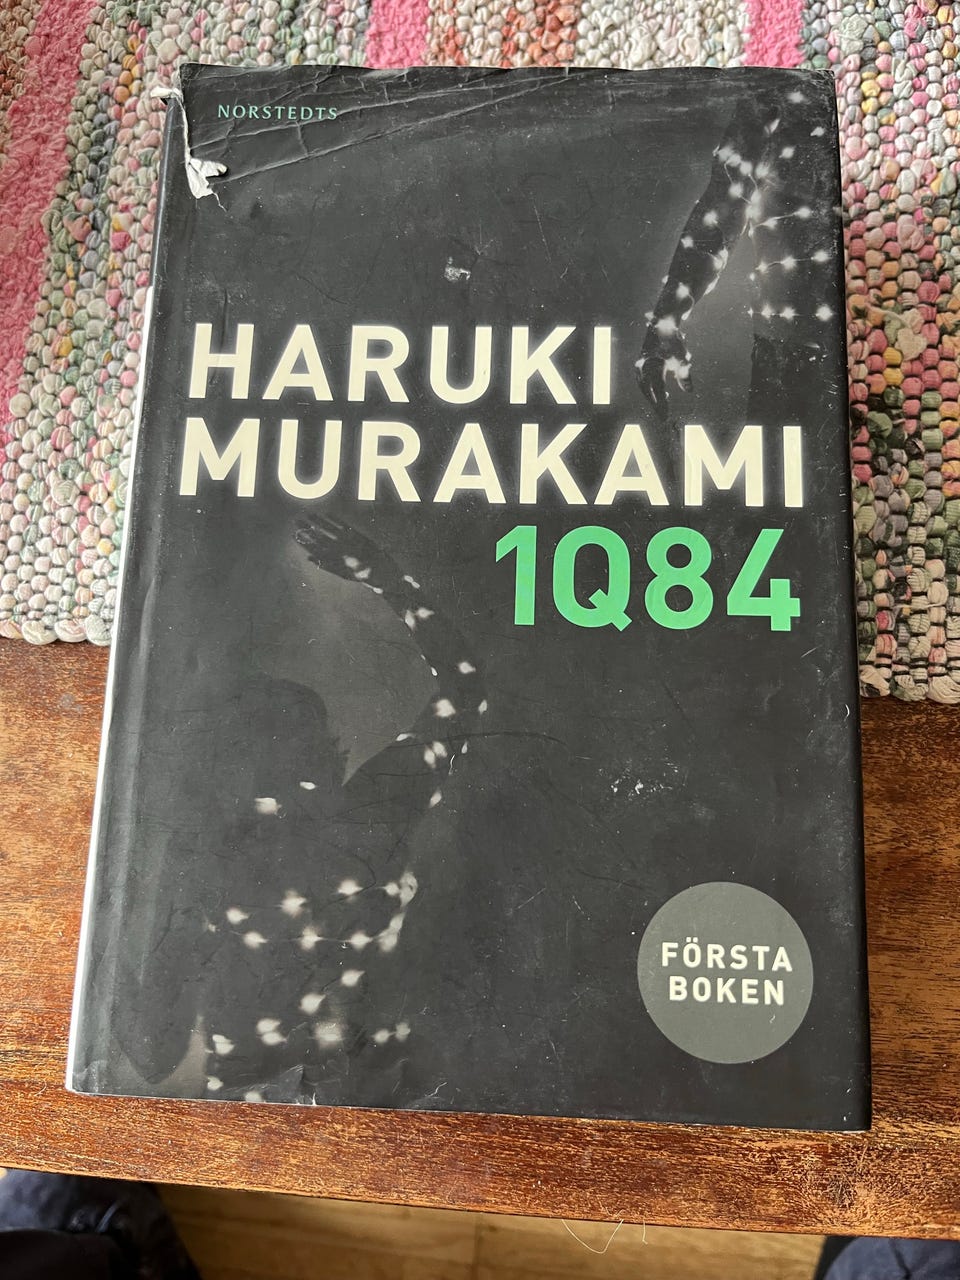 NORSTEDTS
HARUKI
MURAKAMI
1Q84
FÖRSTA
BOKEN